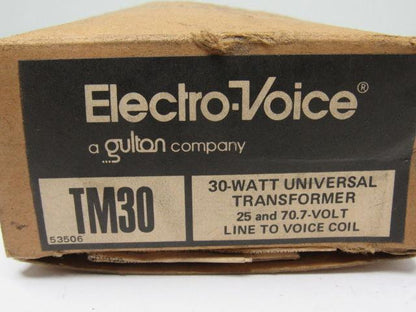 Electro-Voice®
a gulton company
TM30
53506
30-WATT UNIVERSAL
TRANSFORMER
25 and 70.7-VOLT
LINE TO VOICE COIL